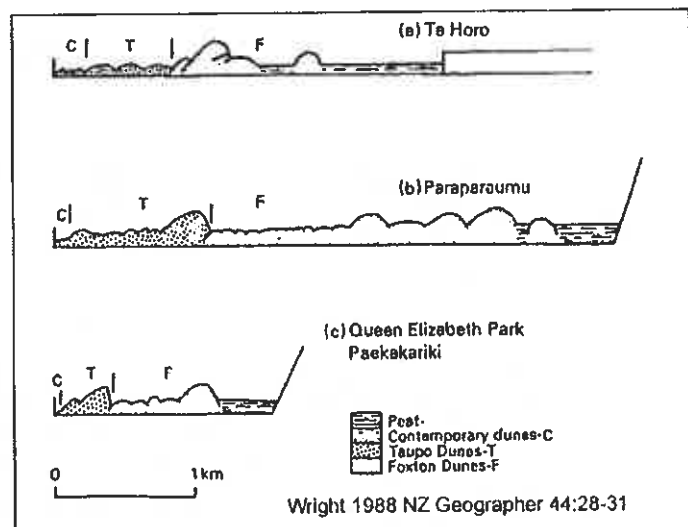 (a) Te Horo
C T F
(b) Paraparaumu
C T F
(c) Queen Elizabeth Park
Paekakariki
C T F
Peat-
Contemporary dunes-C
Taupo Dunes-T
Foxton Dunes-F
0 1km
Wright 1988 NZ Geographer 44:28-31